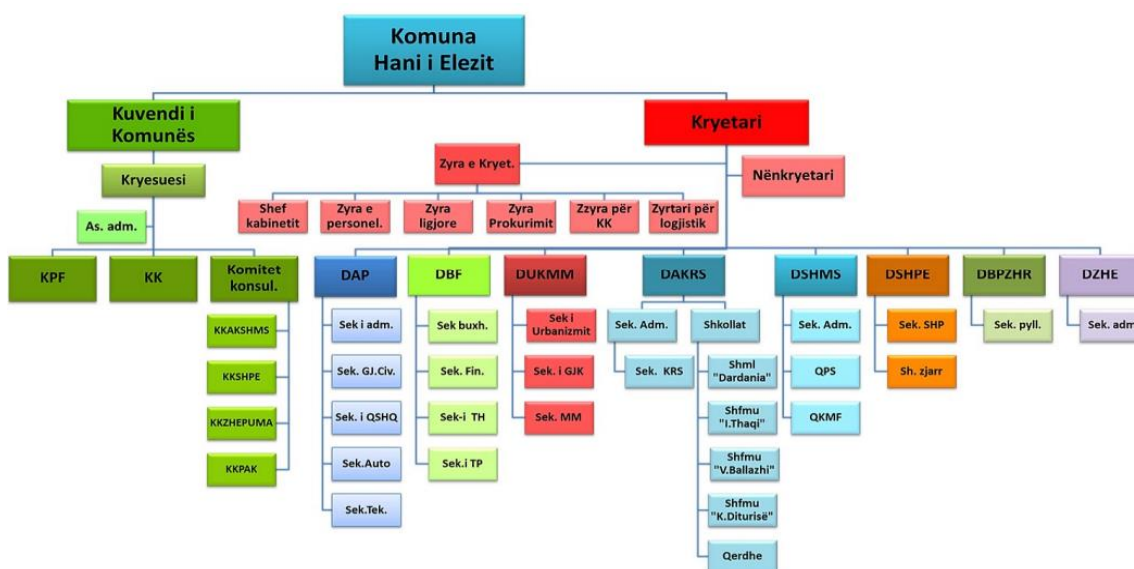 Komuna
Hani i Elezit
Kuvendi i
Komunës
Kryetari
Zyra e Kryet.
Nënkryetari
Kryesuesi
Shef
kabinetit
Zyra e
personel.
Zyra
ligjore
Zyra
Prokurimit
Zzyra për
KK
Zyrtari për
logjistik
As. adm.
KPF
KK
Komitet
konsul.
DAP
DBF
DUKMM
DAKRS
DSHMS
DSHPE
DBPZHR
DZHE
KKAKSHMS
KKSHPE
KKZHEPUMA
KKPAK
Sek i adm.
Sek. GJ.Civ.
Sek. i QSHQ
Sek.Auto
Sek.Tek.
Sek buxh.
Sek. Fin.
Sek-i TH
Sek.i TP
Sek i
Urbanizmit
Sek. i GJK
Sek. MM
Sek. Adm.
Sek. KRS
Shkollat
Shml
"Dardania"
Shfmu
"I.Thaqi"
Shfmu
"V.Ballazhi"
Shfmu
"K.Diturisë"
Qerdhe
Sek. Adm.
QPS
QKMF
Sek. SHP
Sh. zjarr
Sek. pyll.
Sek. adm